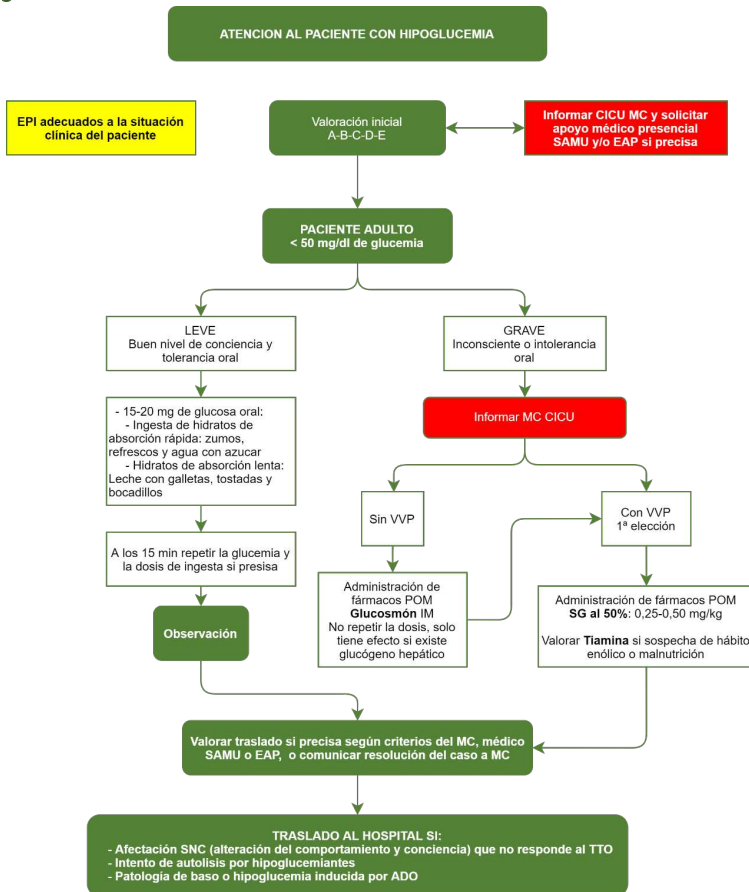 ATENCION AL PACIENTE CON HIPOGLUCEMIA
EPI adecuados a la situación
clínica del paciente
Valoración inicial
A-B-C-D-E
Informar CICU MC y solicitar
apoyo médico presencial
SAMU y/o EAP si precisa
PACIENTE ADULTO
< 50 mg/dl de glucemia
LEVE
Buen nivel de conciencia y
tolerancia oral
GRAVE
Inconsciente o intolerancia
oral
- 15-20 mg de glucosa oral:
- Ingesta de hidratos de
absorción rápida: zumos,
refrescos y agua con azucar
- Hidratos de absorción lenta:
Leche con galletas, tostadas y
bocadillos
Informar MC CICU
Sin VVP
Con VVP
1ª elección
A los 15 min repetir la glucemia y
la dosis de ingesta si presisa
Administración de
fármacos POM
Glucosmón IM
No repetir la dosis, solo
tiene efecto si existe
glucógeno hepático
Administración de fármacos POM
SG al 50%: 0,25-0,50 mg/kg
Valorar Tiamina si sospecha de hábito
enólico o malnutrición
Observación
Valorar traslado si precisa según criterios del MC, médico
SAMU o EAP, o comunicar resolución del caso a MC
TRASLADO AL HOSPITAL SI:
- Afectación SNC (alteración del comportamiento y conciencia) que no responde al TTO
- Intento de autolisis por hipoglucemiantes
- Patología de baso o hipoglucemia inducida por ADO